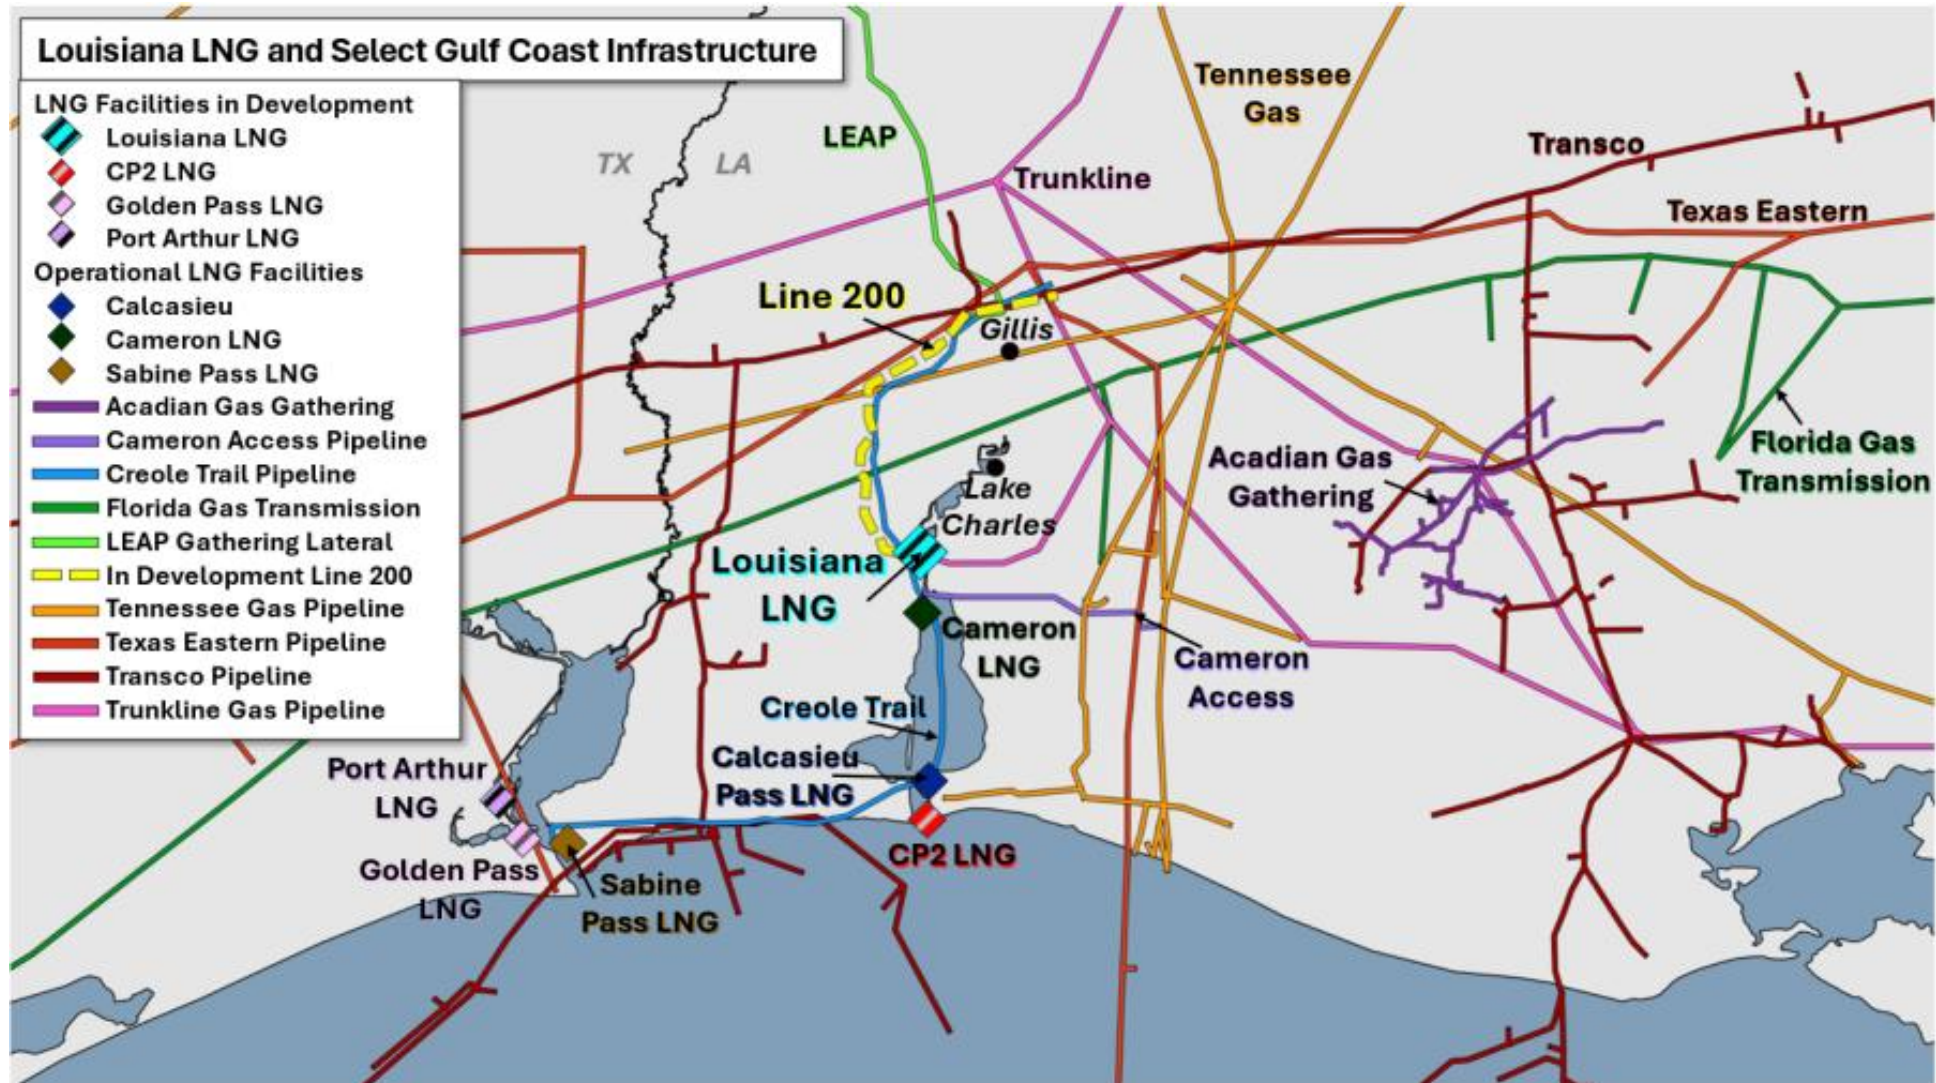 Louisiana LNG and Select Gulf Coast Infrastructure
LNG Facilities in Development
Louisiana LNG
CP2 LNG
Golden Pass LNG
Port Arthur LNG
Operational LNG Facilities
Calcasieu
Cameron LNG
Sabine Pass LNG
Acadian Gas Gathering
Cameron Access Pipeline
Creole Trail Pipeline
Florida Gas Transmission
LEAP Gathering Lateral
In Development Line 200
Tennessee Gas Pipeline
Texas Eastern Pipeline
Transco Pipeline
Trunkline Gas Pipeline
TX
LA
LEAP
Tennessee
Gas
Transco
Trunkline
Texas Eastern
Line 200
Gillis
Florida Gas
Transmission
Acadian Gas
Gathering
Lake
Charles
Louisiana
LNG
Cameron
LNG
Cameron
Access
Creole Trail
Calcasieu
Pass LNG
Port Arthur
LNG
CP2 LNG
Golden Pass
LNG
Sabine
Pass LNG